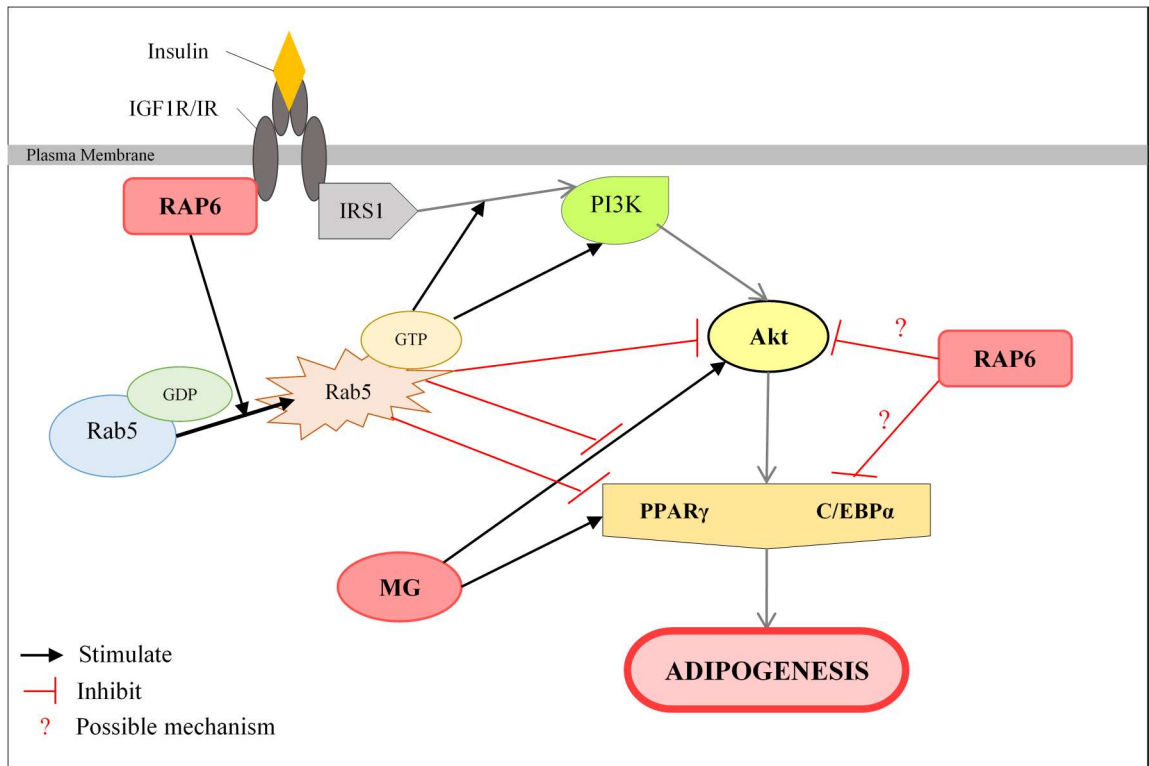 Insulin
IGF1R/IR
Plasma Membrane
RAP6
IRS1
PI3K
GTP
Akt
?
RAP6
GDP
Rab5
Rab5
?
PPARγ
C/EBPα
MG
ADIPOGENESIS
Stimulate
Inhibit
? Possible mechanism